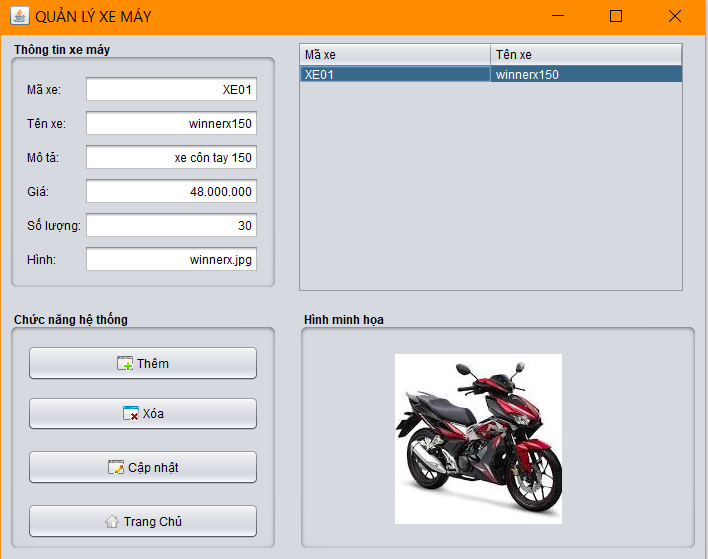 QUẢN LÝ XE MÁY
Thông tin xe máy
Mã xe: XE01
Tên xe: winnerx150
Mô tả: xe côn tay 150
Giá: 48.000.000
Số lượng: 30
Hình: winnerx.jpg
Mã xe Tên xe
XE01 winnerx150
Chức năng hệ thống
Thêm
Xóa
Cập nhật
Trang Chủ
Hình minh họa